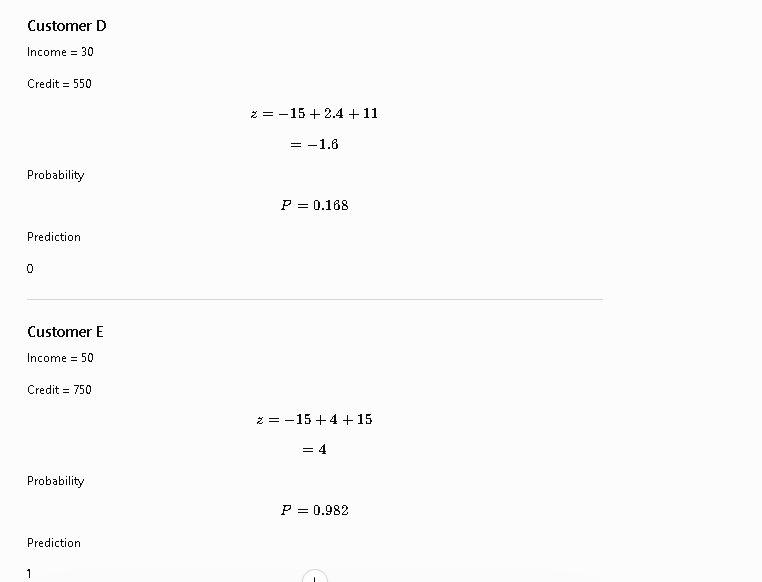 Customer D
Income = 30
Credit = 550
z = −15 + 2.4 + 11
= −1.6
Probability
P = 0.168
Prediction
0
Customer E
Income = 50
Credit = 750
z = −15 + 4 + 15
= 4
Probability
P = 0.982
Prediction
1